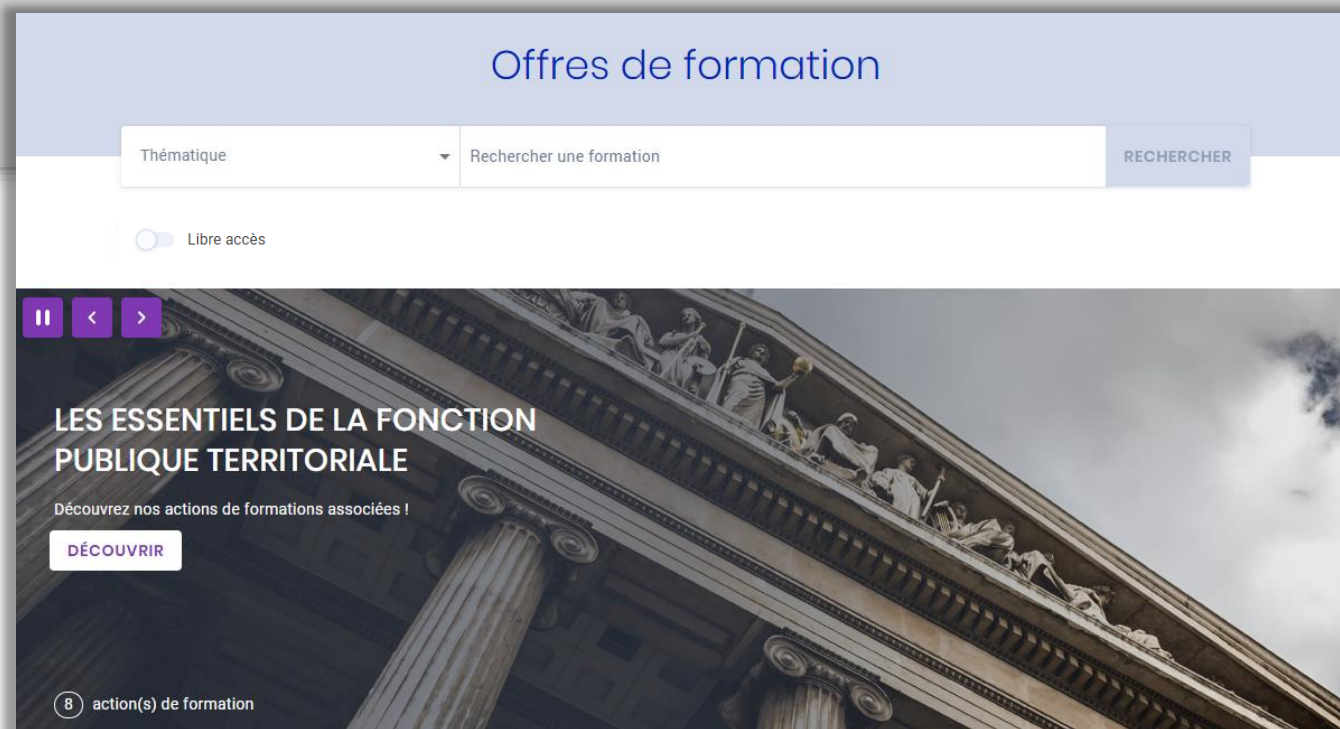 Offres de formation
Thématique
Rechercher une formation
RECHERCHER
Libre accès
LES ESSENTIELS DE LA FONCTION
PUBLIQUE TERRITORIALE
Découvrez nos actions de formations associées !
DÉCOUVRIR
8 action(s) de formation